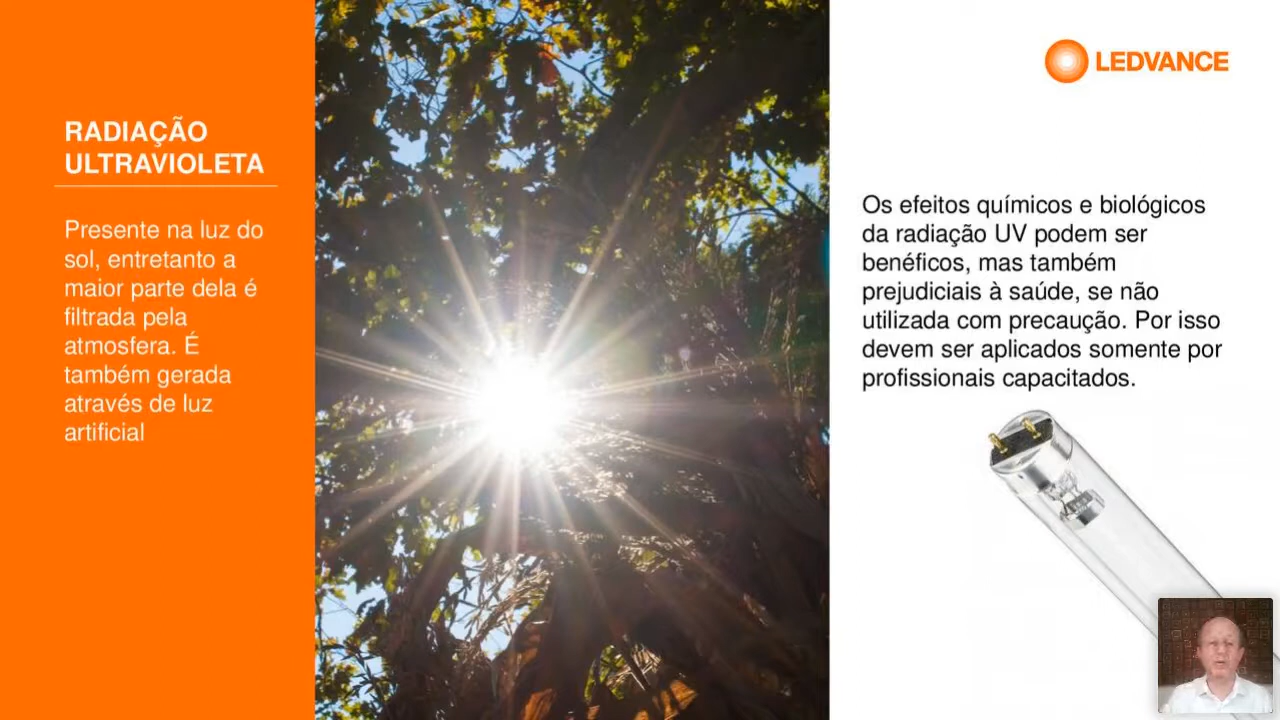 RADIAÇÃO
ULTRAVIOLETA
Presente na luz do
sol, entretanto a
maior parte dela é
filtrada pela
atmosfera. É
também gerada
através de luz
artificial
LEDVANCE
Os efeitos químicos e biológicos
da radiação UV podem ser
benéficos, mas também
prejudiciais à saúde, se não
utilizada com precaução. Por isso
devem ser aplicados somente por
profissionais capacitados.